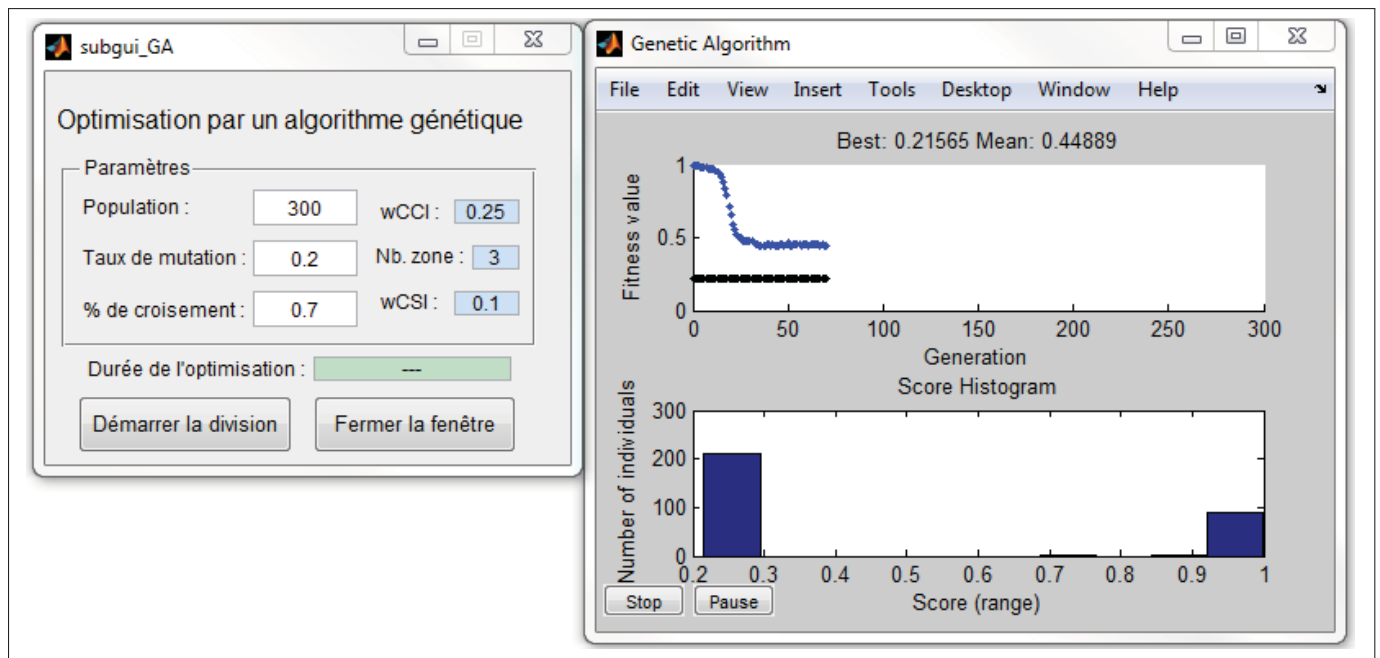 subgui_GA
Optimisation par un algorithme génétique
Paramètres
Population : 300 wCCI : 0.25
Taux de mutation : 0.2 Nb. zone : 3
% de croisement : 0.7 wCSI : 0.1
Durée de l'optimisation : ---
Démarrer la division Fermer la fenêtre
Genetic Algorithm
File Edit View Insert Tools Desktop Window Help
Best: 0.21565 Mean: 0.44889
Fitness value
1
0.5
0
0 50 100 150 200 250 300
Generation
Score Histogram
Number of individuals
300
200
100
0
0.2 0.3 0.4 0.5 0.6 0.7 0.8 0.9 1
Score (range)
Stop Pause